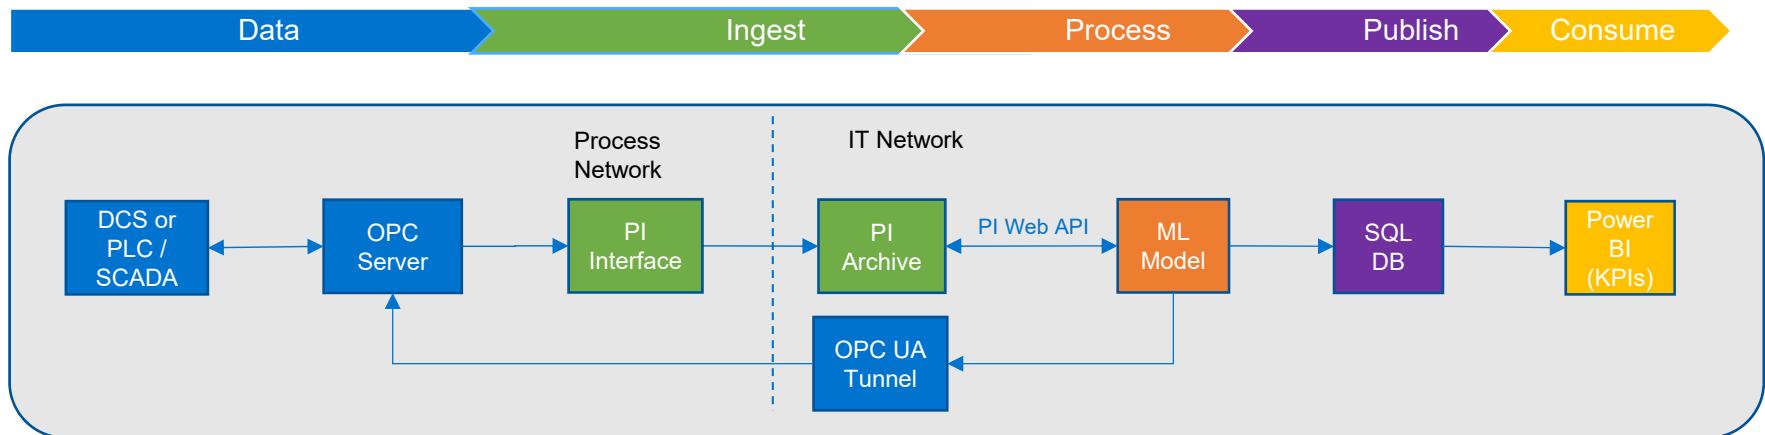 Data
Ingest
Process
Publish
Consume
Process
Network
IT Network
DCS or
PLC /
SCADA
OPC
Server
PI
Interface
PI
Archive
PI Web API
ML
Model
SQL
DB
Power
BI
(KPIs)
OPC UA
Tunnel